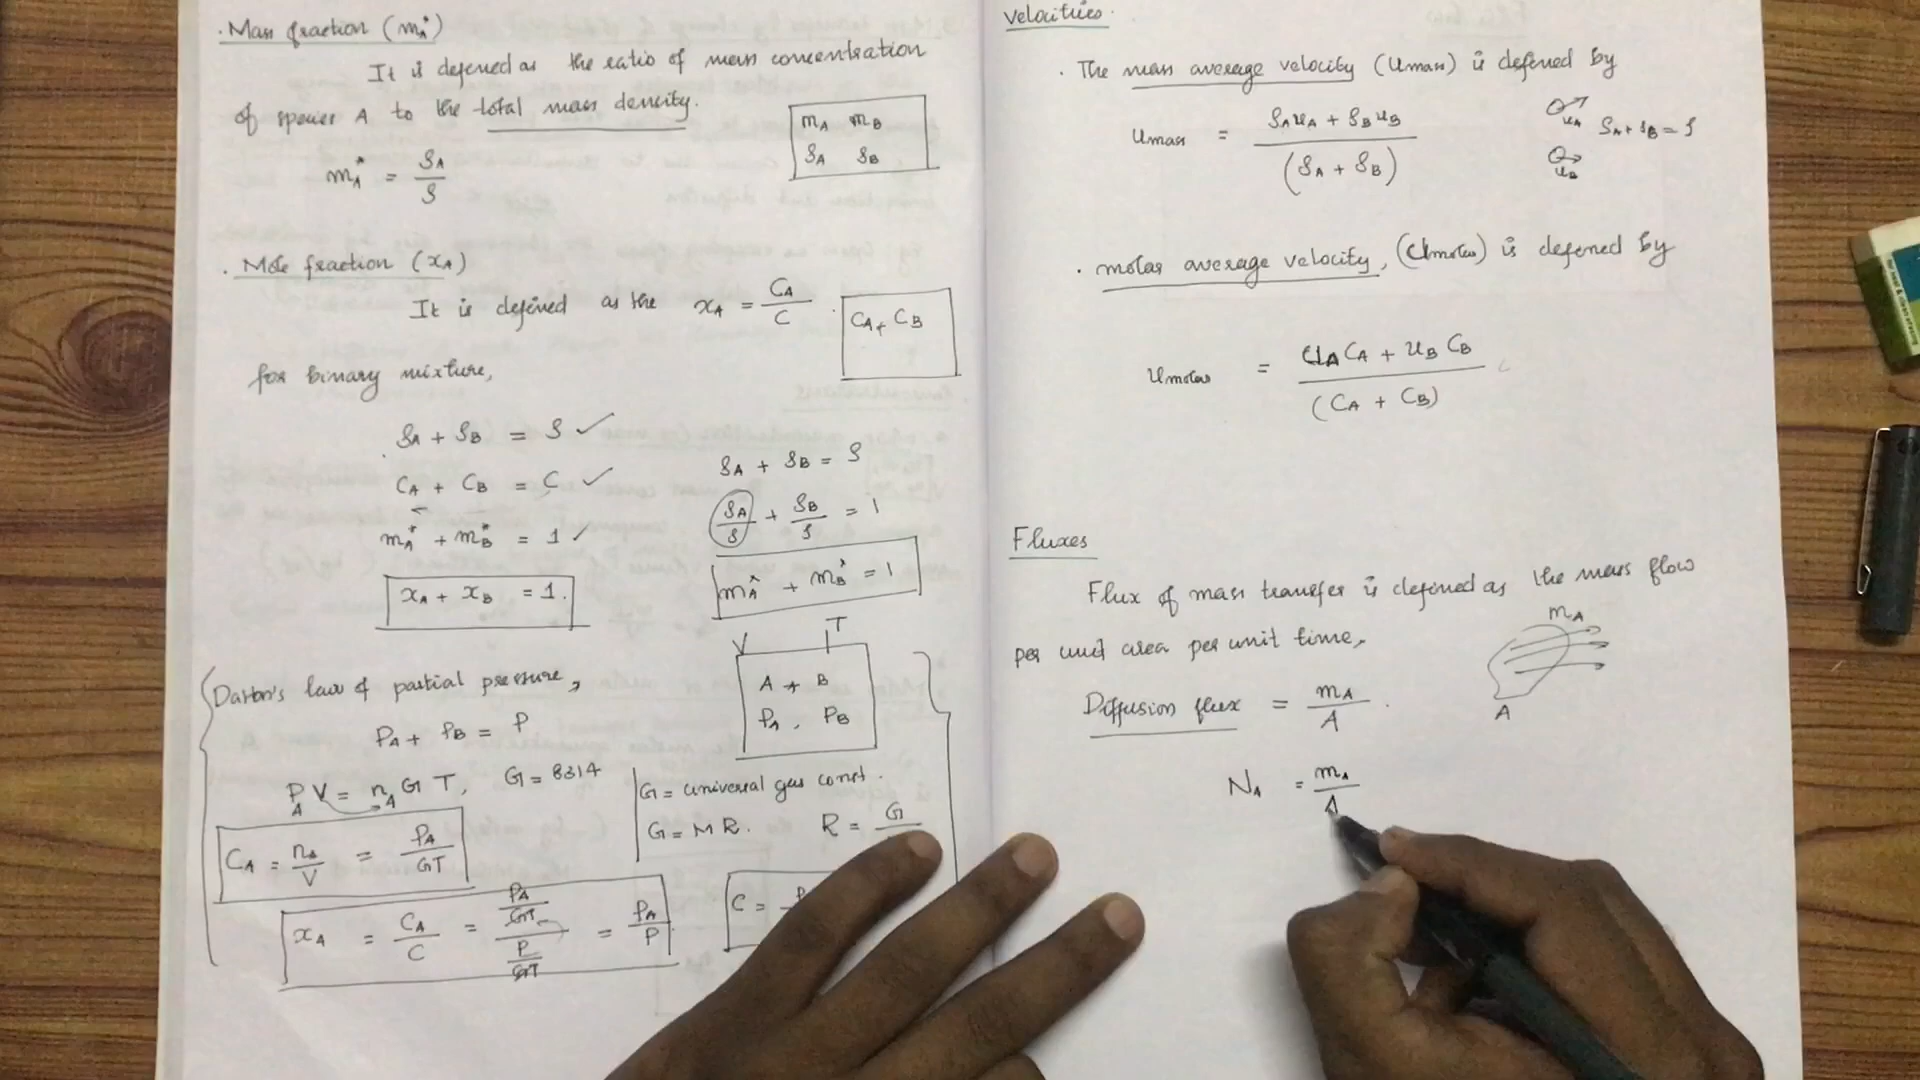 . Mass fraction (mA*)
It is defened as the ratio of mass concentration
of species A to the total mass density.
mA mB
ρA ρB
mA* = ρA/ρ
. Mole fraction (xA)
It is defined as the xA = CA/C .
CA, CB
for binary mixture,
ρA + ρB = ρ ✓
CA + CB = C ✓
mA* + mB* = 1 ✓
xA + xB = 1.
ρA + ρB = ρ
ρA/ρ + ρB/ρ = 1
mA* + mB* = 1
Dalton's law of partial pressure,
PA + PB = P
V T
A + B
PA , PB
PA V = nA G T, G = 8314
G = universal gas const.
G = M R. R = G
CA = nA/V = PA/GT
xA = CA/C = (PA/GT)/(P/GT) = PA/P
C =
Velocities.
. The mass average velocity (Umass) is defened by
Umass = (ρA uA + ρB uB)/(ρA + ρB)
uA
ρA + ρB = ρ
uB
. molar average velocity, (Umolar) is defened by
Umolar = (uA CA + uB CB)/(CA + CB)
Fluxes
Flux of mass transfer is defined as the mass flow
per unit area per unit time,
mA
A
Diffusion flux = mA/A .
NA = mA/A